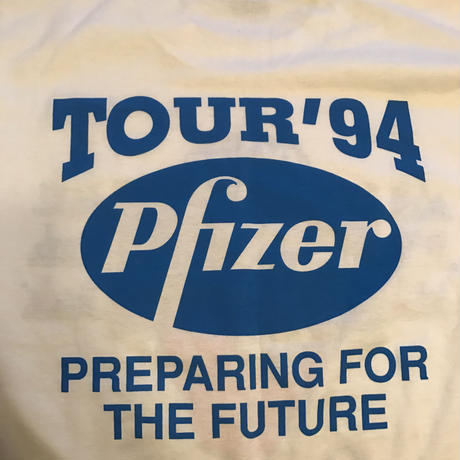 TOUR'94
Pfizer
PREPARING FOR
THE FUTURE